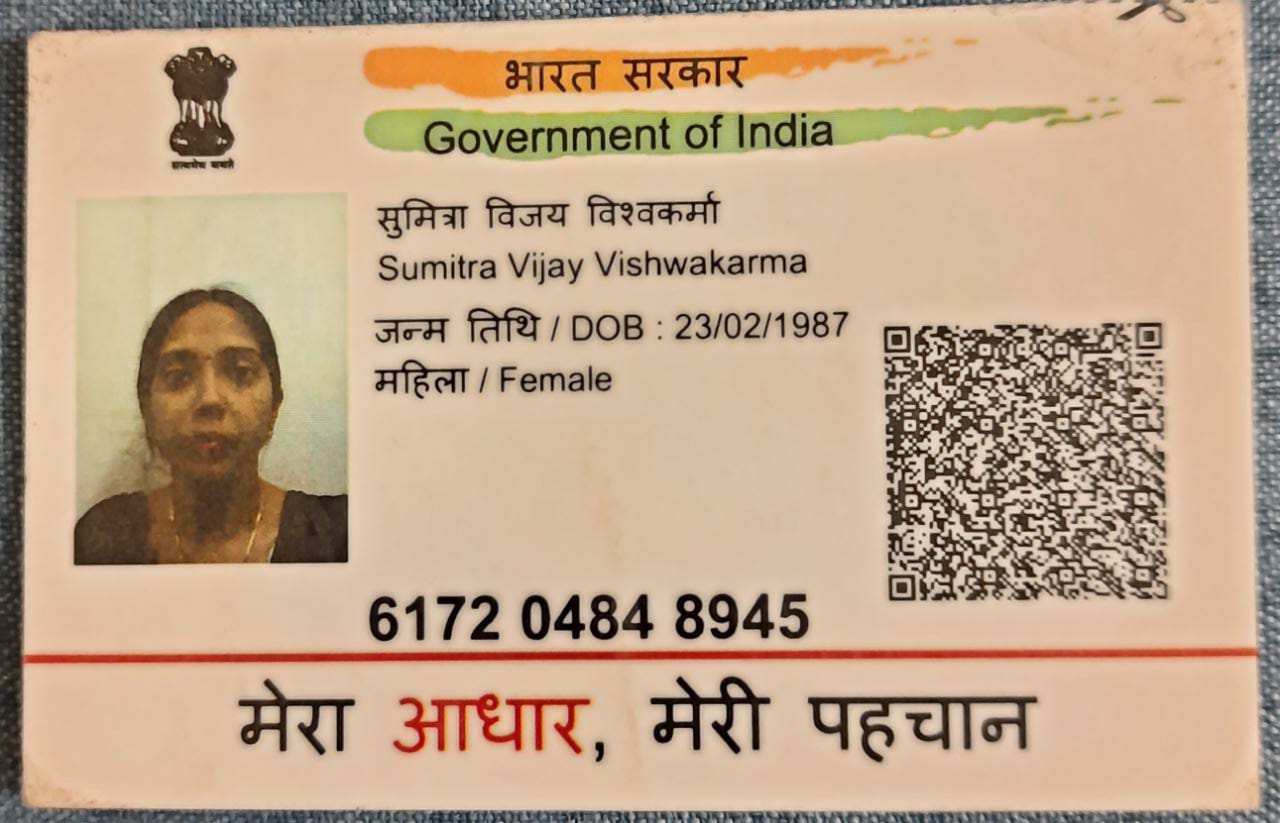 भारत सरकार
Government of India
सत्यमेव जयते
सुमित्रा विजय विश्वकर्मा
Sumitra Vijay Vishwakarma
जन्म तिथि / DOB : 23/02/1987
महिला / Female
6172 0484 8945
मेरा आधार, मेरी पहचान